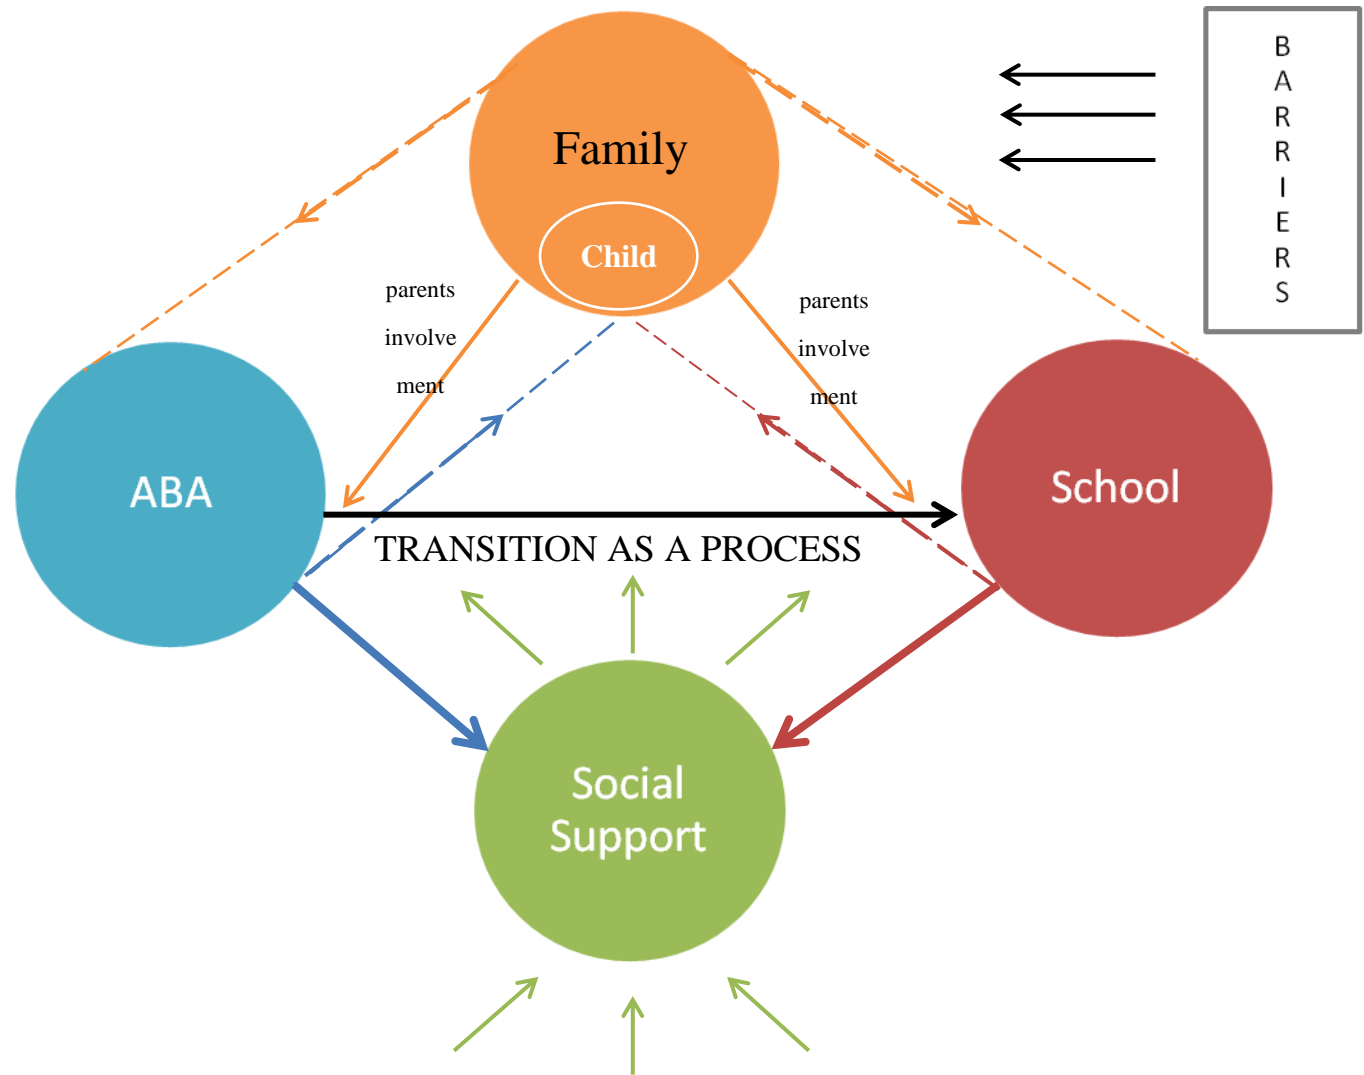 Family
Child
B
A
R
R
I
E
R
S
parents
involve
ment
parents
involve
ment
ABA
School
TRANSITION AS A PROCESS
Social
Support